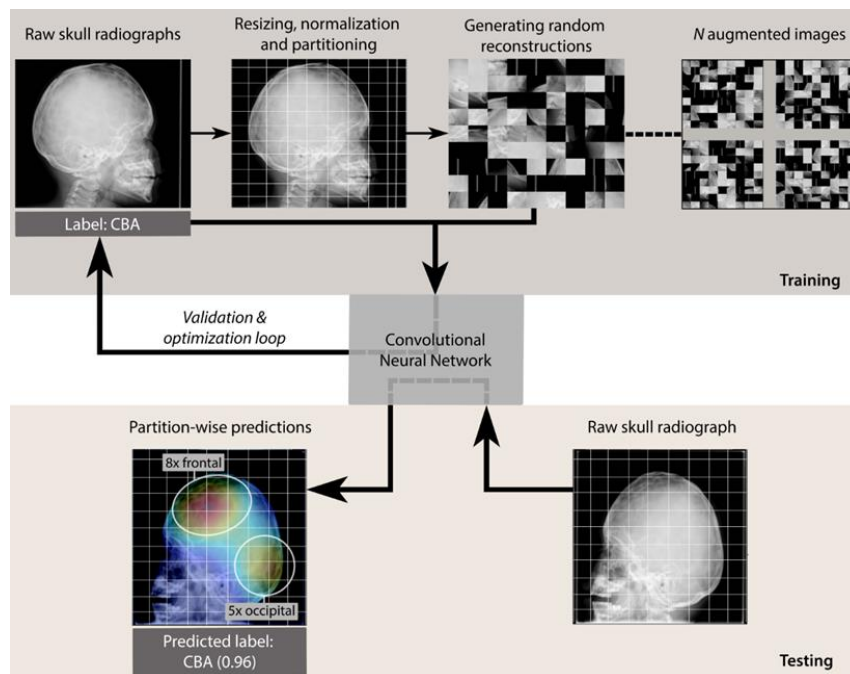 Raw skull radiographs
Resizing, normalization
and partitioning
Generating random
reconstructions
N augmented images
Label: CBA
Training
Validation &
optimization loop
Convolutional
Neural Network
Partition-wise predictions
Raw skull radiograph
8x frontal
5x occipital
Predicted label:
CBA (0.96)
Testing